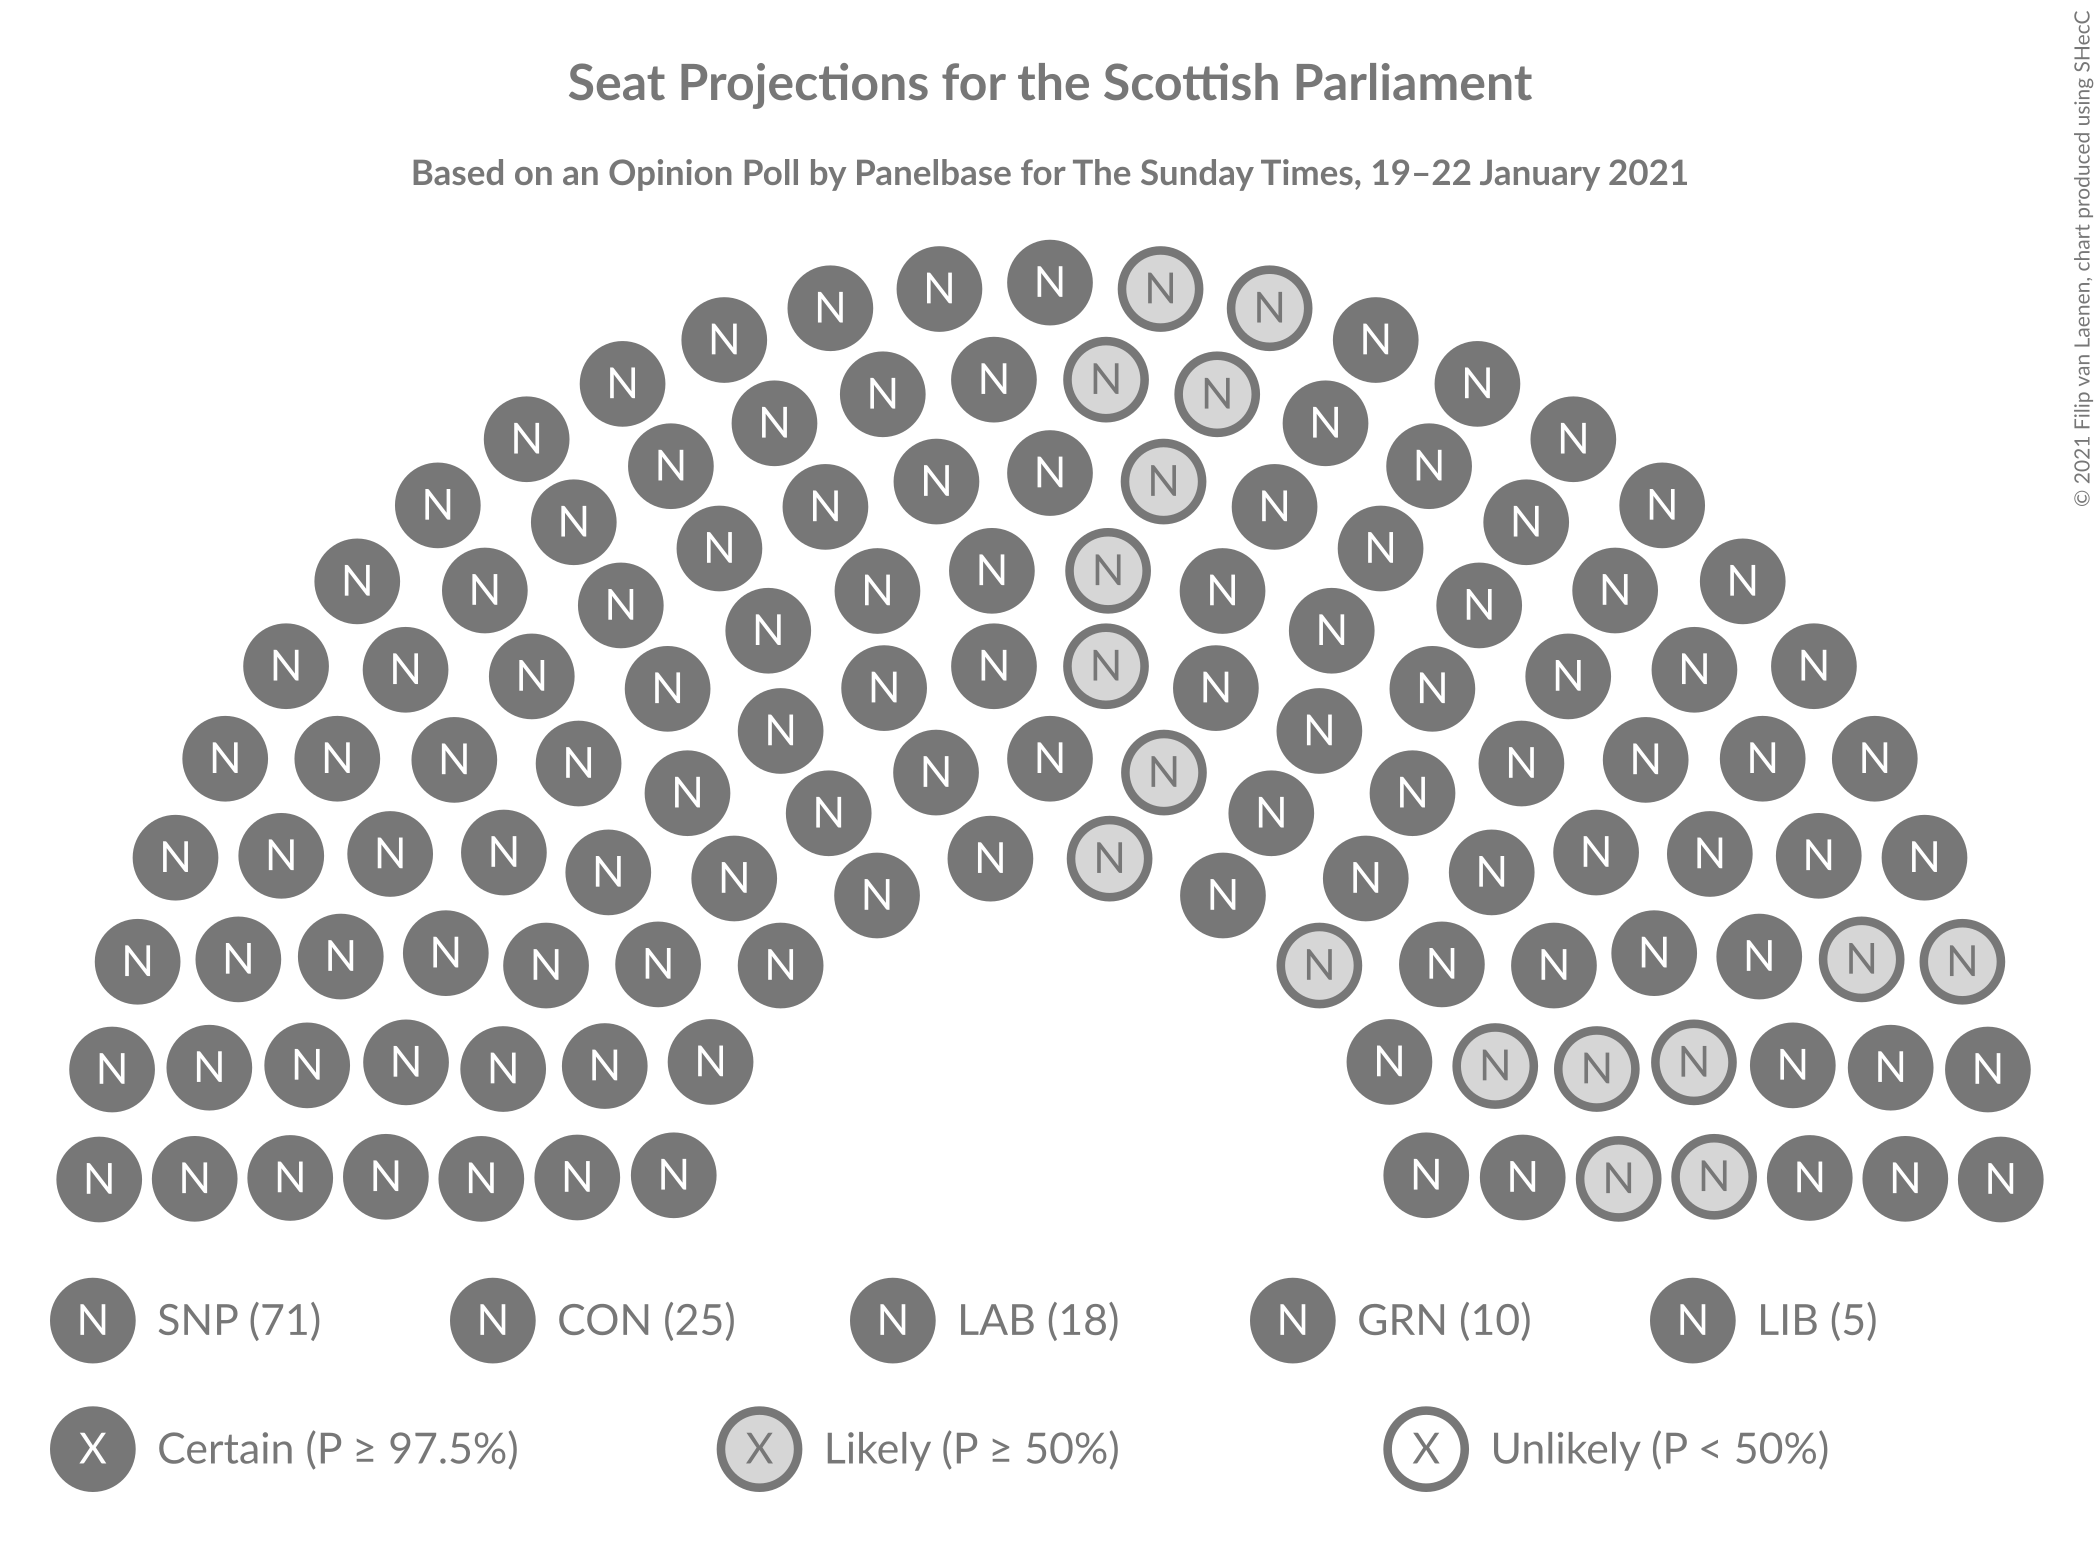 Seat Projections for the Scottish Parliament
Based on an Opinion Poll by Panelbase for The Sunday Times, 19–22 January 2021
© 2021 Filip van Laenen, chart produced using SHecC
N N N N N
N N
N N N N N N
N N N N
N N N N N
N N N N
N N N N
N N N N N N N N N N
N N
N N N N N N N N N N N N
N N
N N N N N N N N N N N
N N N N
N N N N N N N N N N N N N N N N
N N N N N N N N N N N N N N
N N N N N N N N N N N N N N
N N N N N N N N N N N N N N
N SNP (71) N CON (25) N LAB (18) N GRN (10) N LIB (5)
X Certain (P ≥ 97.5%) X Likely (P ≥ 50%) X Unlikely (P < 50%)